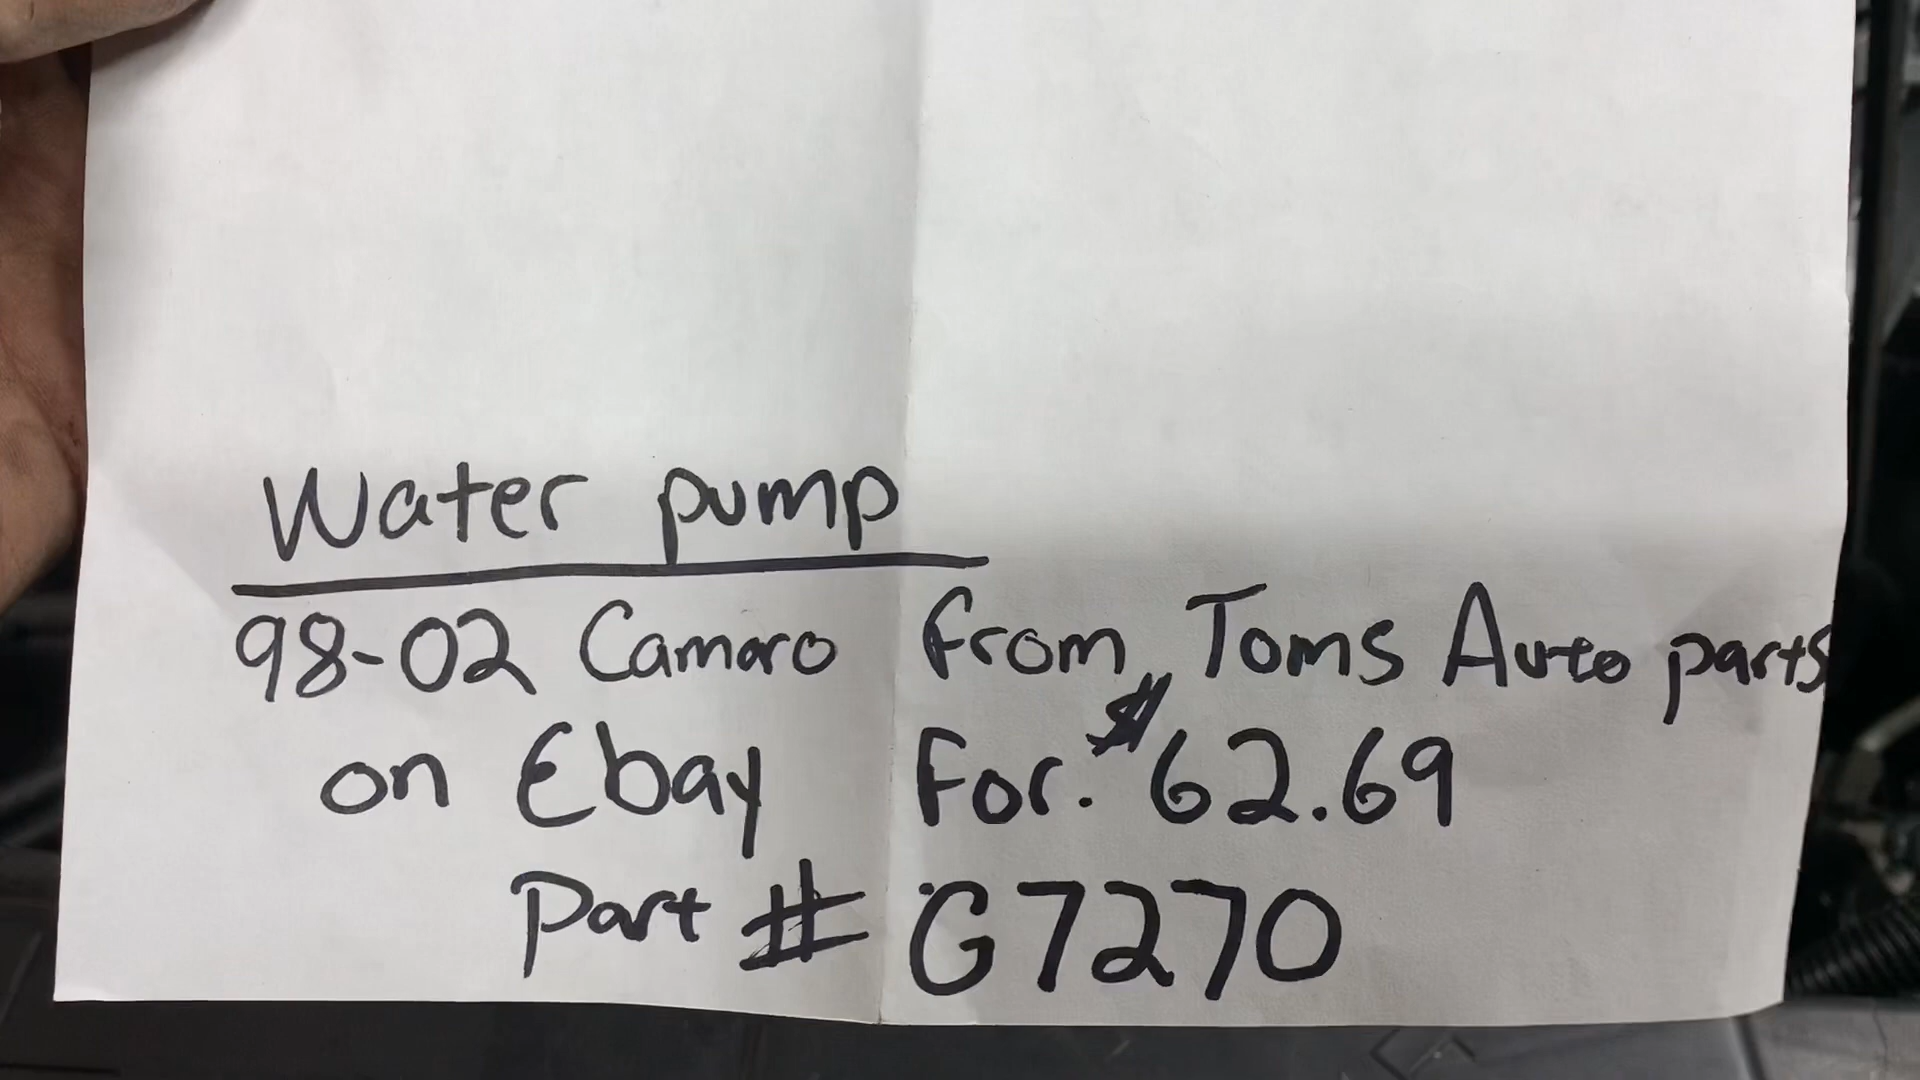 Water pump
98-02 Camaro from Toms Auto parts
on Ebay For. $62.69
Part # G7270